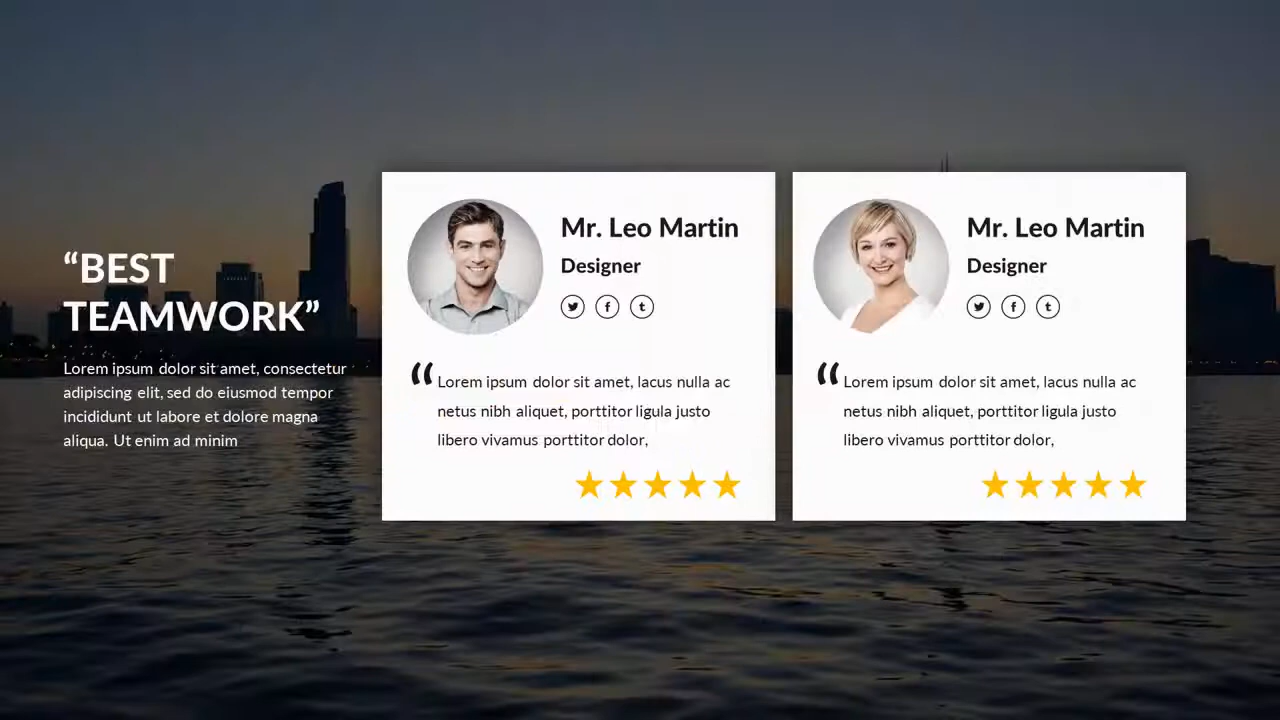 “BEST
TEAMWORK”
Lorem ipsum dolor sit amet, consectetur
adipiscing elit, sed do eiusmod tempor
incididunt ut labore et dolore magna
aliqua. Ut enim ad minim
Mr. Leo Martin
Designer
“Lorem ipsum dolor sit amet, lacus nulla ac
netus nibh aliquet, porttitor ligula justo
libero vivamus porttitor dolor,
Mr. Leo Martin
Designer
“Lorem ipsum dolor sit amet, lacus nulla ac
netus nibh aliquet, porttitor ligula justo
libero vivamus porttitor dolor,